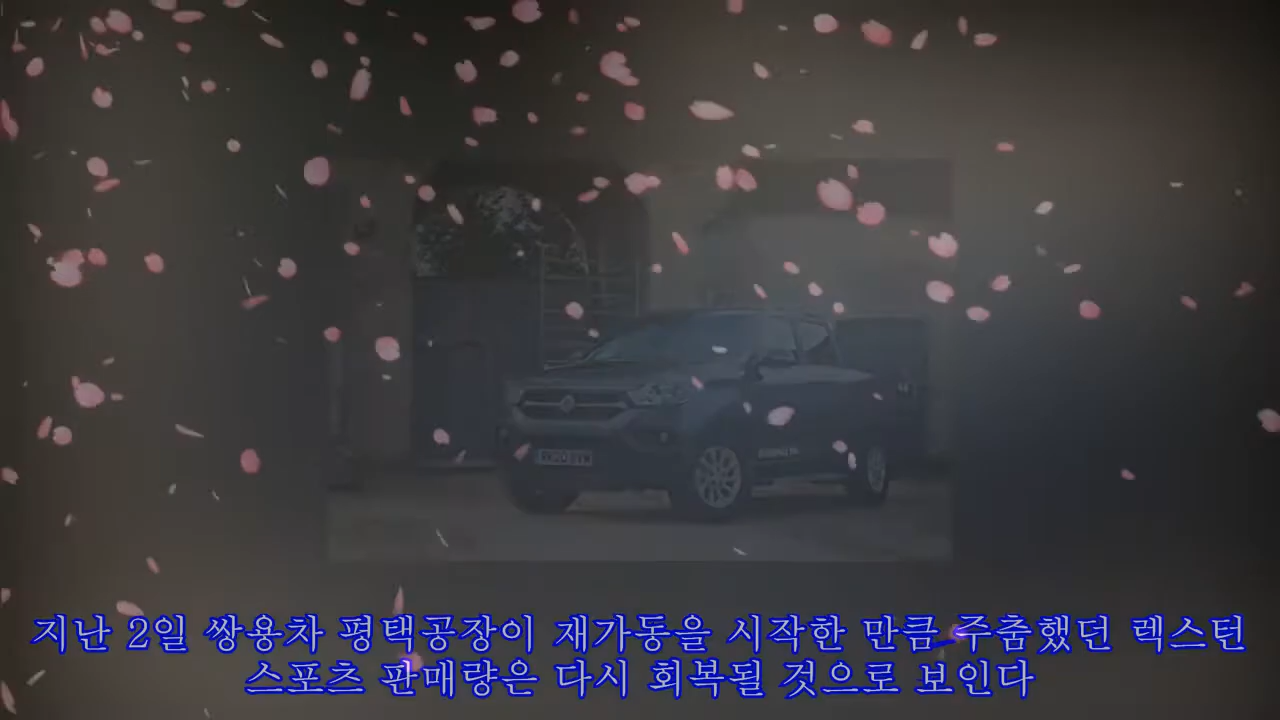 지난 2일 쌍용차 평택공장이 재가동을 시작한 만큼 주춤했던 렉스턴
스포츠 판매량은 다시 회복될 것으로 보인다